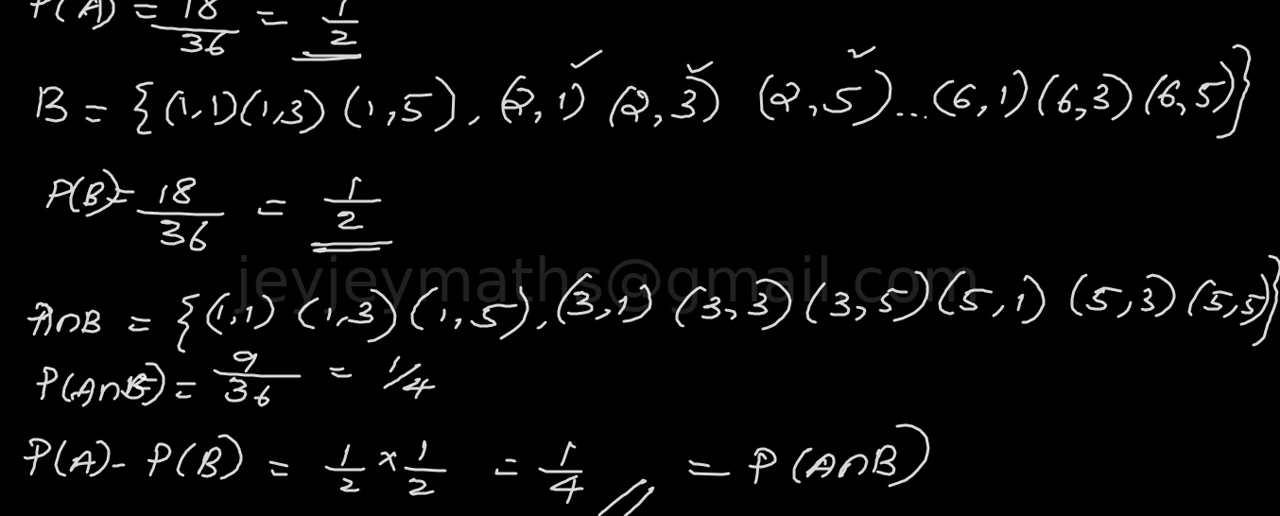 P(A) = 18/36 = 1/2
B = {(1,1)(1,3)(1,5), (2,1) (2,3) (2,5)...(6,1)(6,3)(6,5)}
P(B)= 18/36 = 1/2
jevjeymaths@gmail.com
A∩B = {(1,1) (1,3)(1,5),(3,1) (3,3)(3,5)(5,1) (5,3)(5,5)}
P(A∩B)= 9/36 = 1/4
P(A)- P(B) = 1/2 × 1/2 = 1/4 // = P(A∩B)